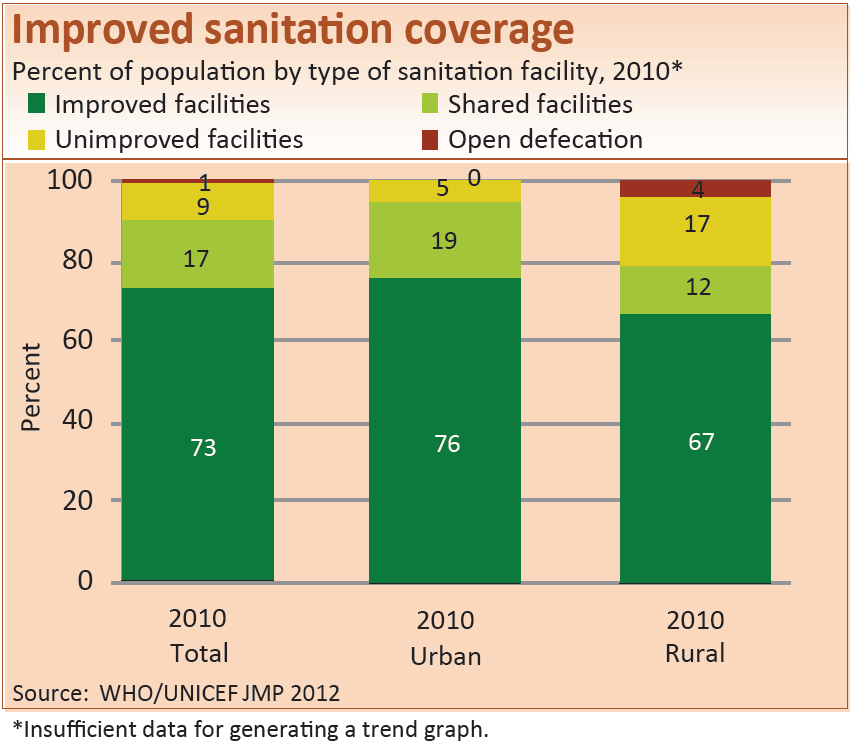 Improved sanitation coverage
Percent of population by type of sanitation facility, 2010*
Improved facilities
Shared facilities
Unimproved facilities
Open defecation
Percent
100
80
60
40
20
0
1
9
17
73
0
5
19
76
4
17
12
67
2010
Total
2010
Urban
2010
Rural
Source: WHO/UNICEF JMP 2012
*Insufficient data for generating a trend graph.